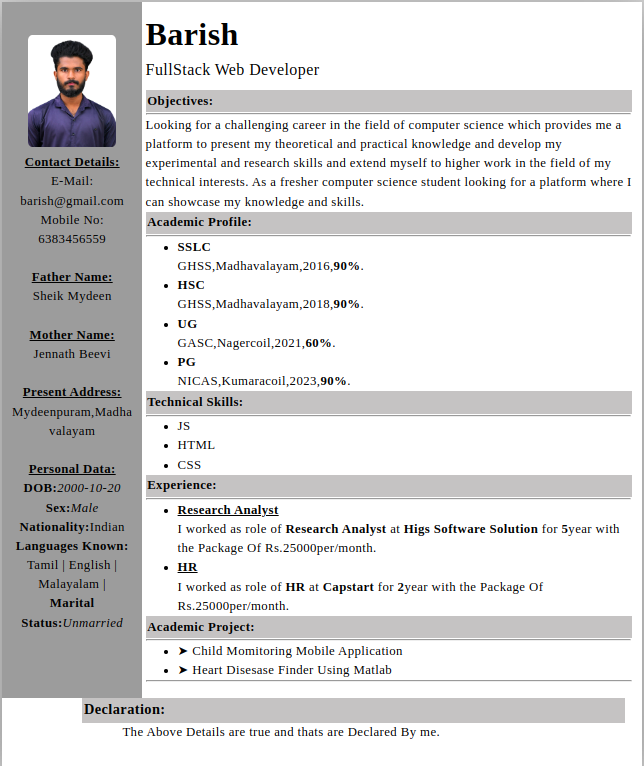 Barish
FullStack Web Developer
Contact Details:
E-Mail:
barish@gmail.com
Mobile No:
6383456559
Father Name:
Sheik Mydeen
Mother Name:
Jennath Beevi
Present Address:
Mydeenpuram,Madha
valayam
Personal Data:
DOB:2000-10-20
Sex:Male
Nationality:Indian
Languages Known:
Tamil | English |
Malayalam |
Marital
Status:Unmarried
Objectives:
Looking for a challenging career in the field of computer science which provides me a
platform to present my theoretical and practical knowledge and develop my
experimental and research skills and extend myself to higher work in the field of my
technical interests. As a fresher computer science student looking for a platform where I
can showcase my knowledge and skills.
Academic Profile:
• SSLC
GHSS,Madhavalayam,2016,90%.
• HSC
GHSS,Madhavalayam,2018,90%.
• UG
GASC,Nagercoil,2021,60%.
• PG
NICAS,Kumaracoil,2023,90%.
Technical Skills:
• JS
• HTML
• CSS
Experience:
• Research Analyst
I worked as role of Research Analyst at Higs Software Solution for 5year with
the Package Of Rs.25000per/month.
• HR
I worked as role of HR at Capstart for 2year with the Package Of
Rs.25000per/month.
Academic Project:
• ➤ Child Momitoring Mobile Application
• ➤ Heart Disesase Finder Using Matlab
Declaration:
The Above Details are true and thats are Declared By me.